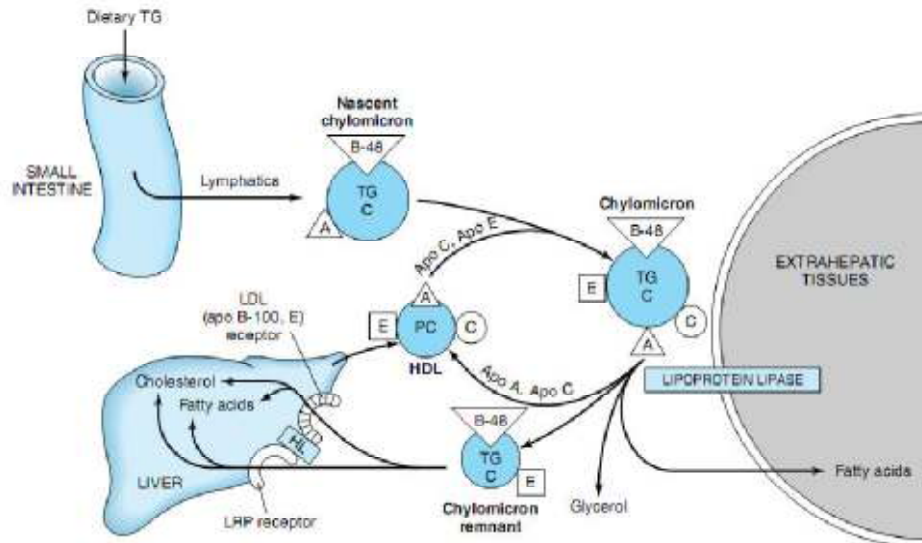 Dietary TG
SMALL
INTESTINE
Lymphatics
Nascent
chylomicron
B-48
TG
C
A
Apo C, Apo E
Chylomicron
B-48
TG
C
E
C
A
EXTRAHEPATIC
TISSUES
LIPOPROTEIN LIPASE
Fatty acids
Glycerol
Apo A, Apo C
A
E
PC
C
HDL
LDL
(apo B-100, E)
receptor
Cholesterol
Fatty acids
HL
LIVER
LRP receptor
B-48
TG
C
E
Chylomicron
remnant